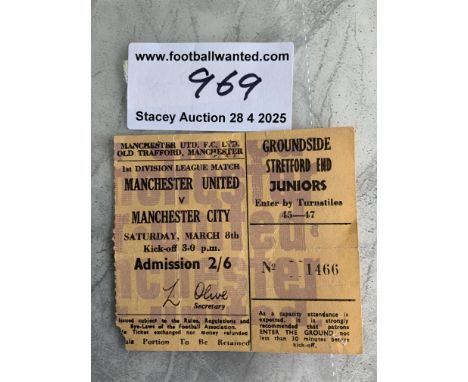 www.footballwanted.com
969
Stacey Auction 28 4 2025
MANCHESTER UTD. F.C. LTD.
OLD TRAFFORD, MANCHESTER
1st DIVISION LEAGUE MATCH
MANCHESTER UNITED
v
MANCHESTER CITY
SATURDAY, MARCH 8th
Kick-off 3-0 p.m.
Admission 2/6
L Olive
Secretary
Issued subject to the Rules, Regulations and
Bye-Laws of the Football Association.
Ticket exchanged nor money refunded
Portion To Be Retained
GROUNDSIDE
STRETFORD END
JUNIORS
Enter by Turnstiles
45—47
No 1466
As a capacity attendance is
expected, it is strongly
recommended that patrons
ENTER THE GROUND not
less than 30 minutes before
kick-off.